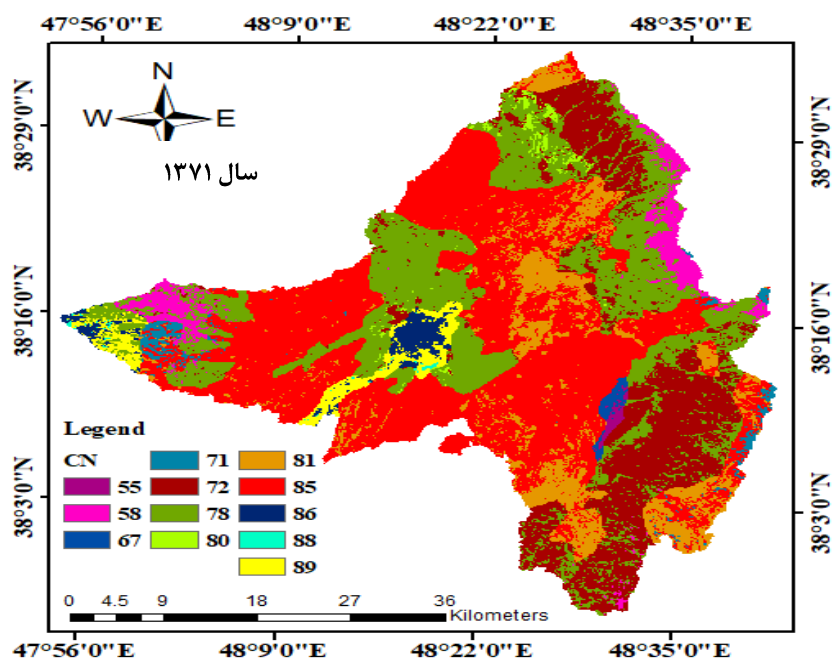 47°56'0"E 48°9'0"E 48°22'0"E 48°35'0"E
N
W E
S
سال ۱۳۷۱
38°29'0"N 38°29'0"N
38°16'0"N 38°16'0"N
38°3'0"N 38°3'0"N
Legend
CN 71 81
55 72 85
58 78 86
67 80 88
89
0 4.5 9 18 27 36
Kilometers
47°56'0"E 48°9'0"E 48°22'0"E 48°35'0"E